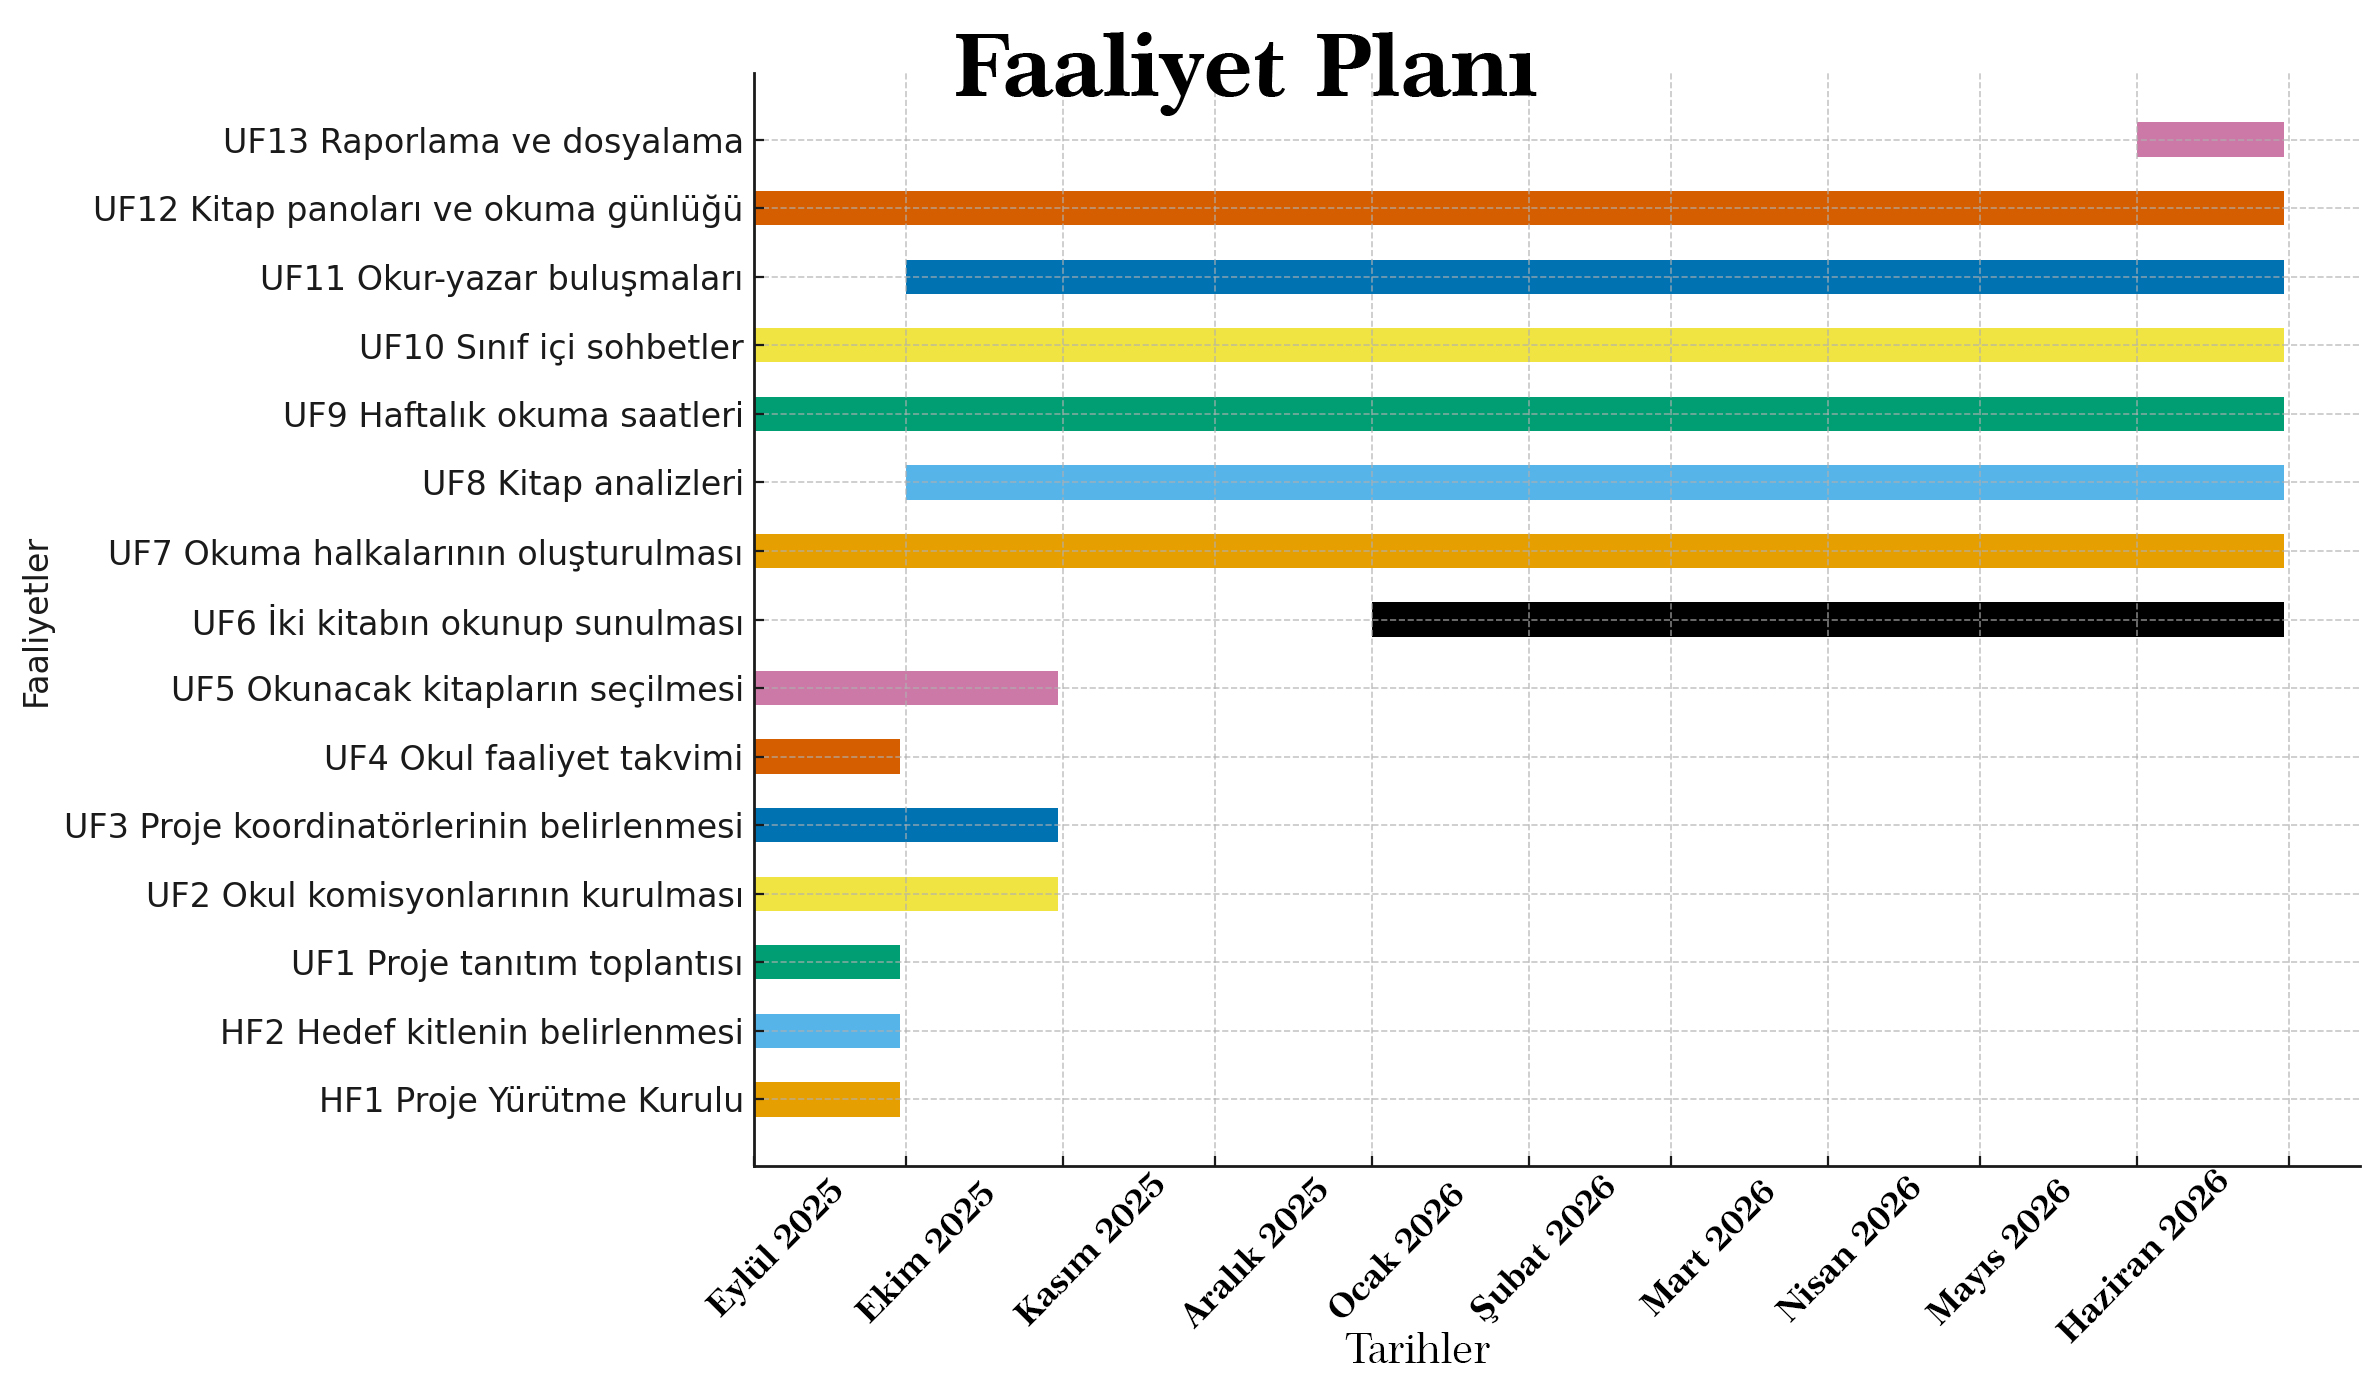 Faaliyet Planı
UF13 Raporlama ve dosyalama
UF12 Kitap panoları ve okuma günlüğü
UF11 Okur-yazar buluşmaları
UF10 Sınıf içi sohbetler
UF9 Haftalık okuma saatleri
UF8 Kitap analizleri
UF7 Okuma halkalarının oluşturulması
UF6 İki kitabın okunup sunulması
UF5 Okunacak kitapların seçilmesi
UF4 Okul faaliyet takvimi
UF3 Proje koordinatörlerinin belirlenmesi
UF2 Okul komisyonlarının kurulması
UF1 Proje tanıtım toplantısı
HF2 Hedef kitlenin belirlenmesi
HF1 Proje Yürütme Kurulu
Faaliyetler
Eylül 2025
Ekim 2025
Kasım 2025
Aralık 2025
Ocak 2026
Şubat 2026
Mart 2026
Nisan 2026
Mayıs 2026
Haziran 2026
Tarihler